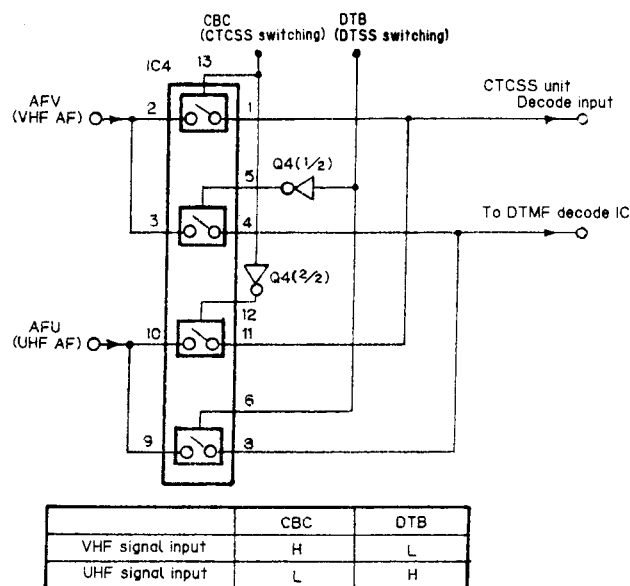 CBC
(CTCSS switching)
DTB
(DTSS switching)
IC4
13
AFV
(VHF AF)
2
1
CTCSS unit
Decode input
5
Q4(1/2)
3
4
To DTMF decode IC
Q4(2/2)
12
AFU
(UHF AF)
10
11
6
9
8
CBC
DTB
VHF signal input
H
L
UHF signal input
L
H